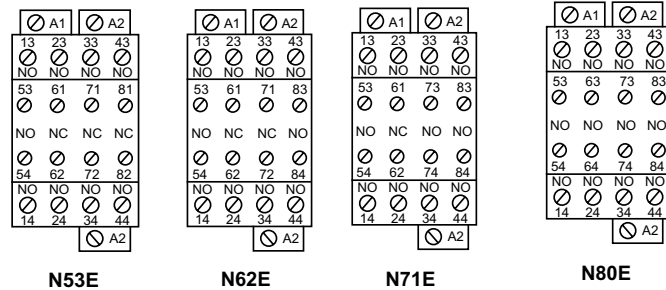 A1 A2
13 23 33 43
NO NO NO NO
53 61 71 81
NO NC NC NC
54 62 72 82
NO NO NO NO
14 24 34 44
A2
N53E
A1 A2
13 23 33 43
NO NO NO NO
53 61 71 83
NO NC NC NO
54 62 72 84
NO NO NO NO
14 24 34 44
A2
N62E
A1 A2
13 23 33 43
NO NO NO NO
53 61 73 83
NO NC NO NO
54 62 74 84
NO NO NO NO
14 24 34 44
A2
N71E
A1 A2
13 23 33 43
NO NO NO NO
53 63 73 83
NO NO NO NO
54 64 74 84
NO NO NO NO
14 24 34 44
A2
N80E